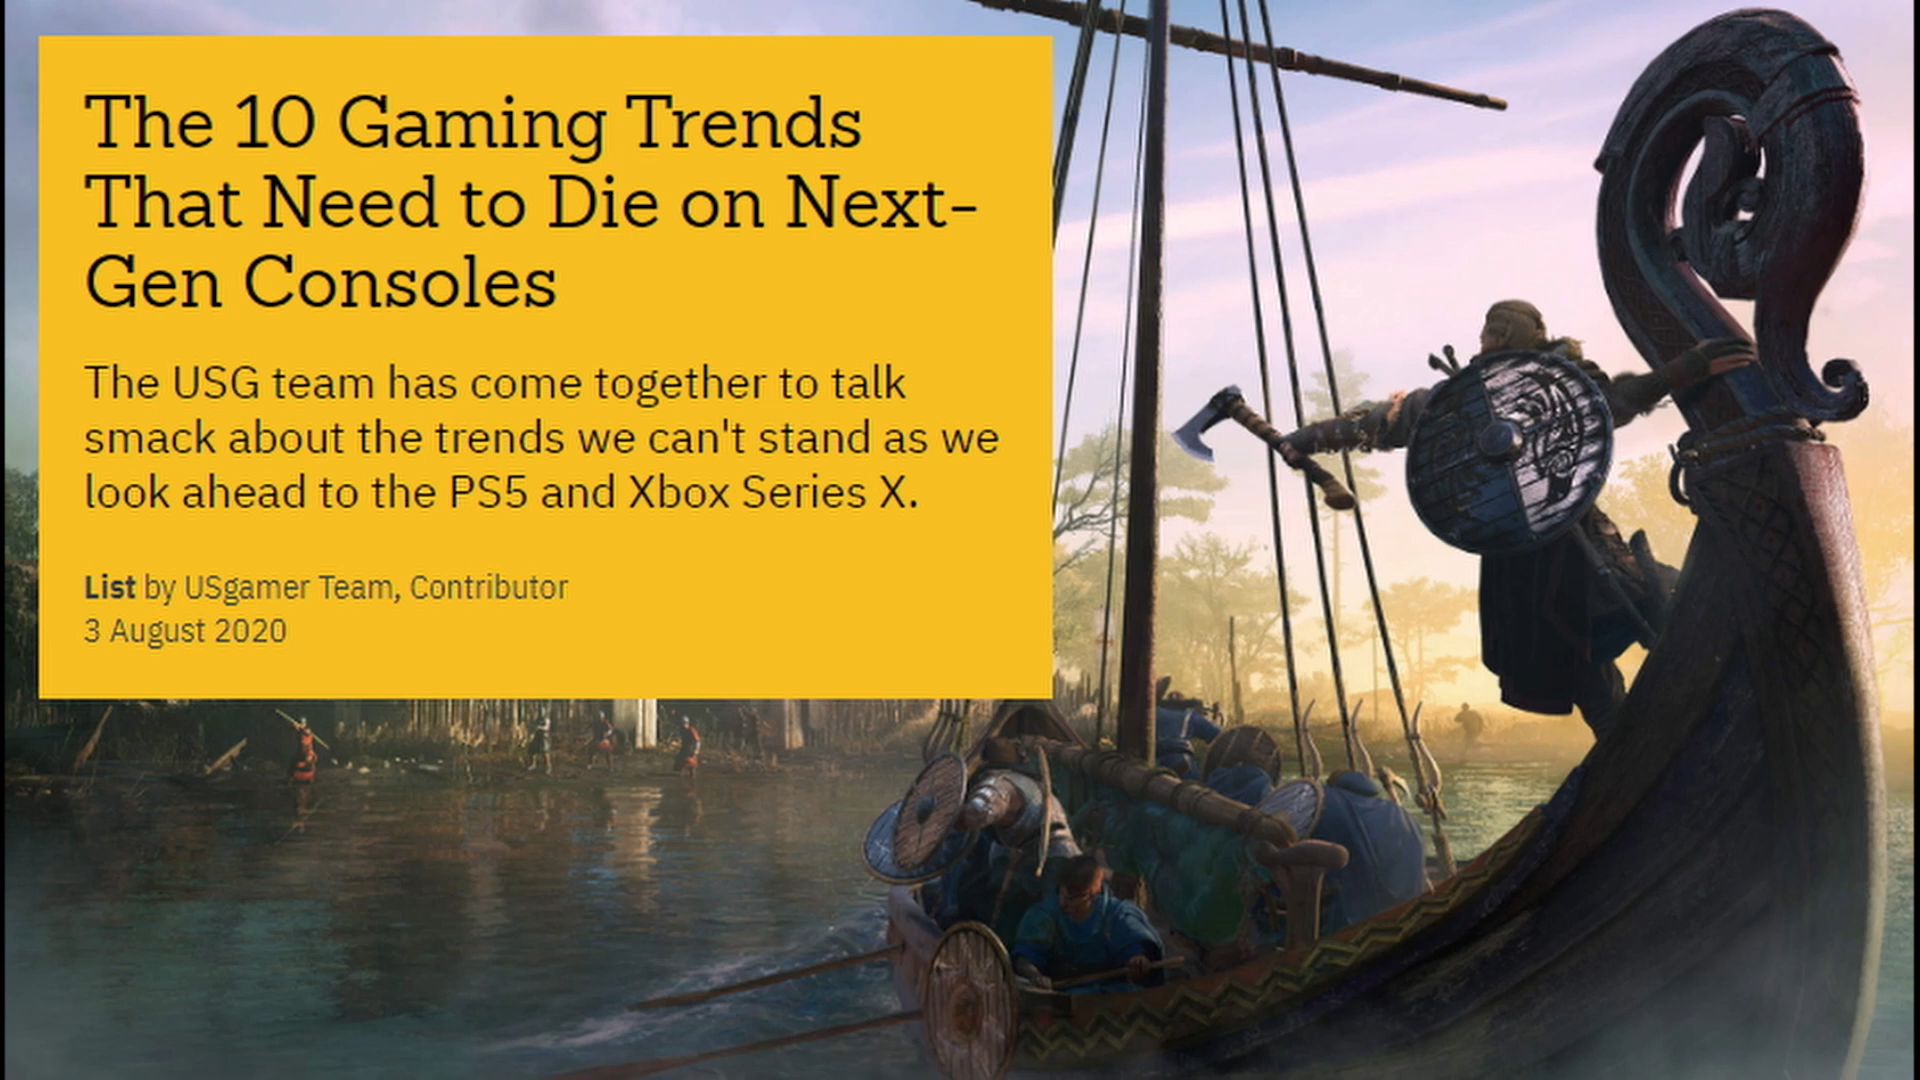 The 10 Gaming Trends
That Need to Die on Next-
Gen Consoles
The USG team has come together to talk
smack about the trends we can't stand as we
look ahead to the PS5 and Xbox Series X.
List by USgamer Team, Contributor
3 August 2020